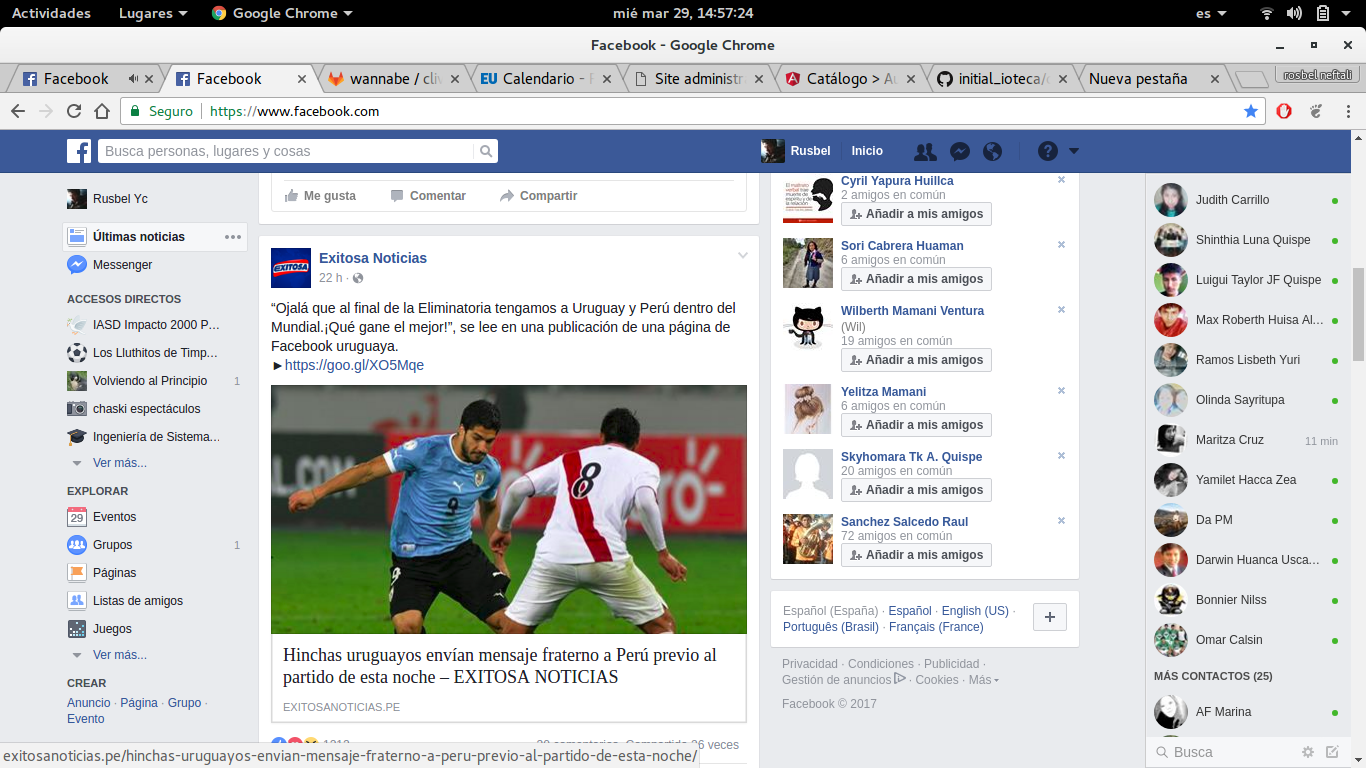 Actividades Lugares Google Chrome mié mar 29, 14:57:24 es
Facebook - Google Chrome
Facebook Facebook wannabe / cliv Calendario - Site administra Catálogo > Au initial_ioteca/c Nueva pestaña rosbel neftali
Seguro https://www.facebook.com
Busca personas, lugares y cosas Rusbel Inicio
Rusbel Yc
Últimas noticias
Messenger
ACCESOS DIRECTOS
IASD Impacto 2000 P...
Los Lluthitos de Timp...
Volviendo al Principio 1
chaski espectáculos
Ingeniería de Sistema...
Ver más...
EXPLORAR
29 Eventos
Grupos 1
Páginas
Listas de amigos
Juegos
Ver más...
CREAR
Anuncio · Página · Grupo ·
Evento
Me gusta Comentar Compartir
EXITOSA
Exitosa Noticias
22 h ·
“Ojalá que al final de la Eliminatoria tengamos a Uruguay y Perú dentro del
Mundial.¡Qué gane el mejor!”, se lee en una publicación de una página de
Facebook uruguaya.
►https://goo.gl/XO5Mqe
9
8
9
Hinchas uruguayos envían mensaje fraterno a Perú previo al
partido de esta noche – EXITOSA NOTICIAS
EXITOSANOTICIAS.PE
exitosanoticias.pe/hinchas-uruguayos-envian-mensaje-fraterno-a-peru-previo-al-partido-de-esta-noche/
Cyril Yapura Huillca
2 amigos en común
Añadir a mis amigos
Sori Cabrera Huaman
6 amigos en común
Añadir a mis amigos
Wilberth Mamani Ventura
(Wil)
19 amigos en común
Añadir a mis amigos
Yelitza Mamani
6 amigos en común
Añadir a mis amigos
Skyhomara Tk A. Quispe
20 amigos en común
Añadir a mis amigos
Sanchez Salcedo Raul
72 amigos en común
Añadir a mis amigos
Español (España) · Español · English (US) ·
Português (Brasil) · Français (France)
Privacidad · Condiciones · Publicidad ·
Gestión de anuncios · Cookies · Más
Facebook © 2017
Judith Carrillo
Shinthia Luna Quispe
Luigui Taylor JF Quispe
Max Roberth Huisa Al...
Ramos Lisbeth Yuri
Olinda Sayritupa
Maritza Cruz 11 min
Yamilet Hacca Zea
Da PM
Darwin Huanca Usca...
Bonnier Nilss
Omar Calsin
MÁS CONTACTOS (25)
AF Marina
Busca